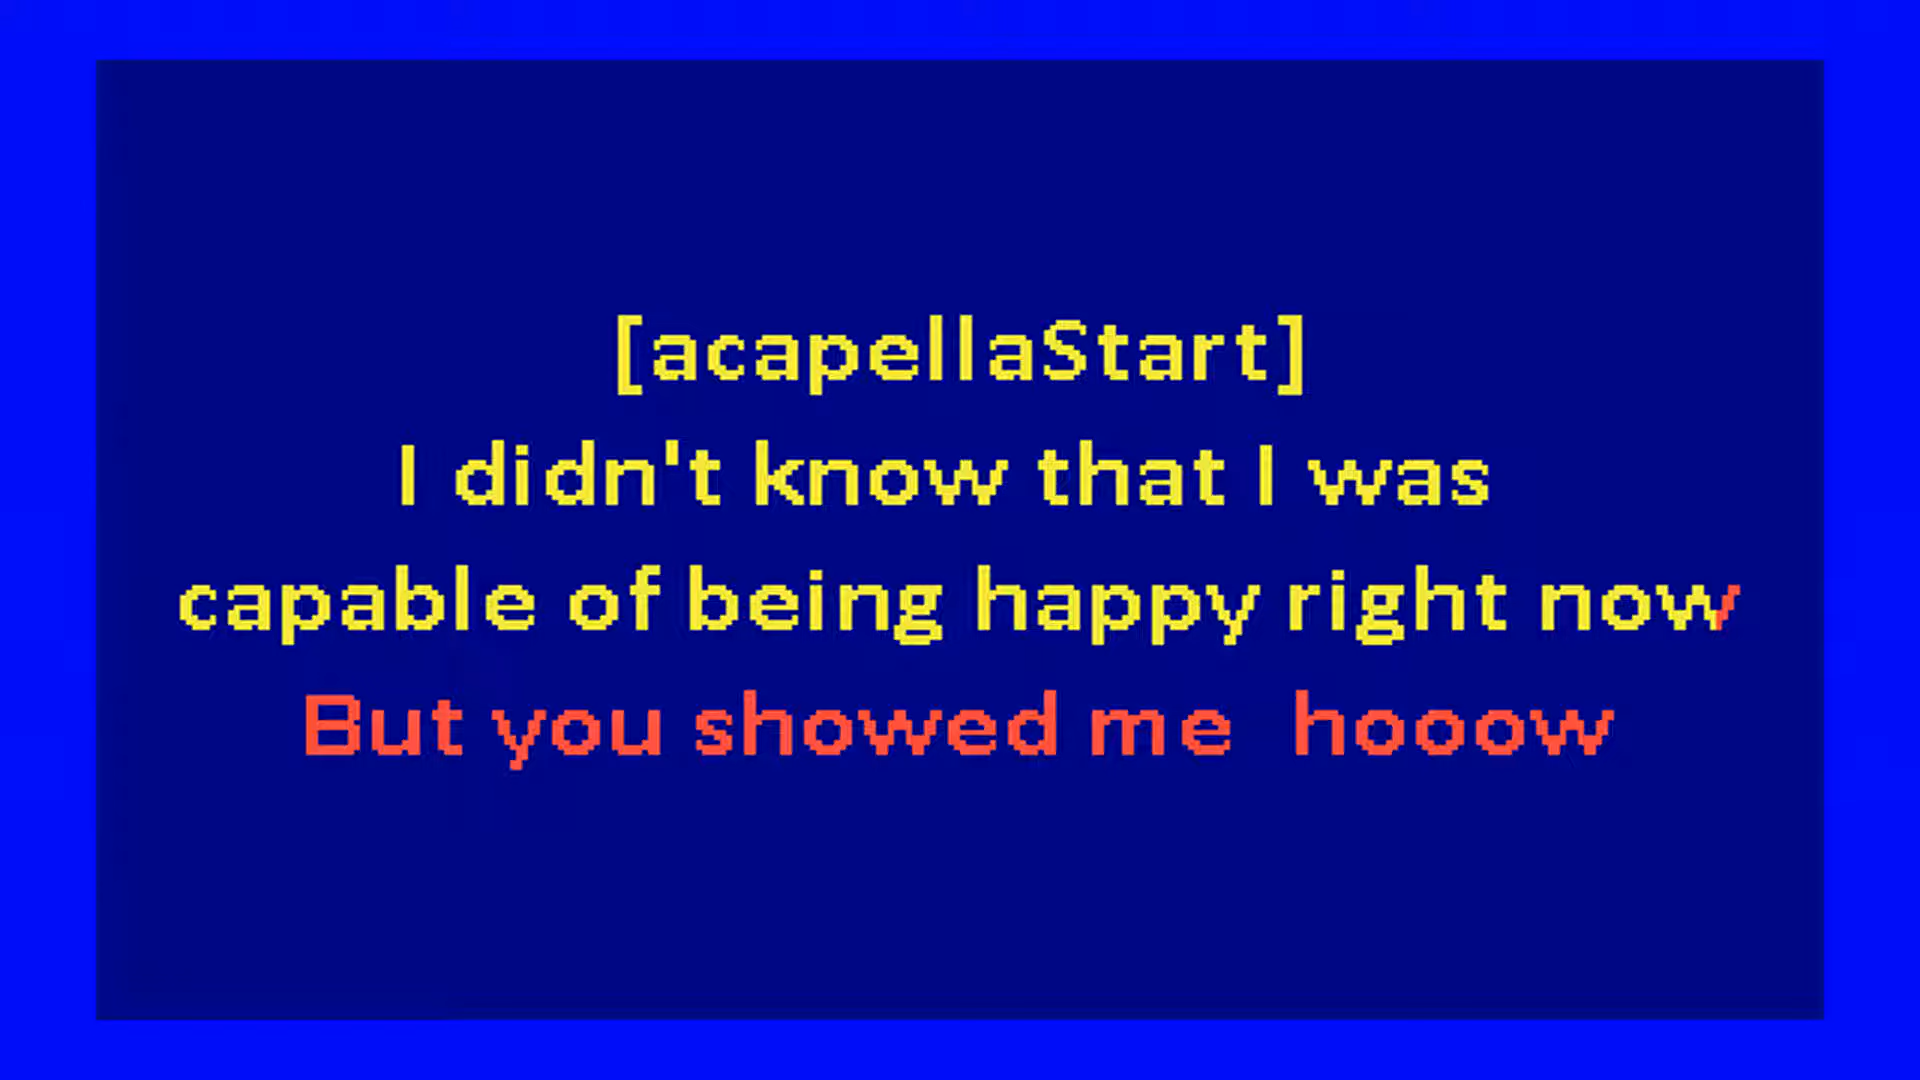 [acapellaStart]
I didn't know that I was
capable of being happy right now
But you showed me  hooow